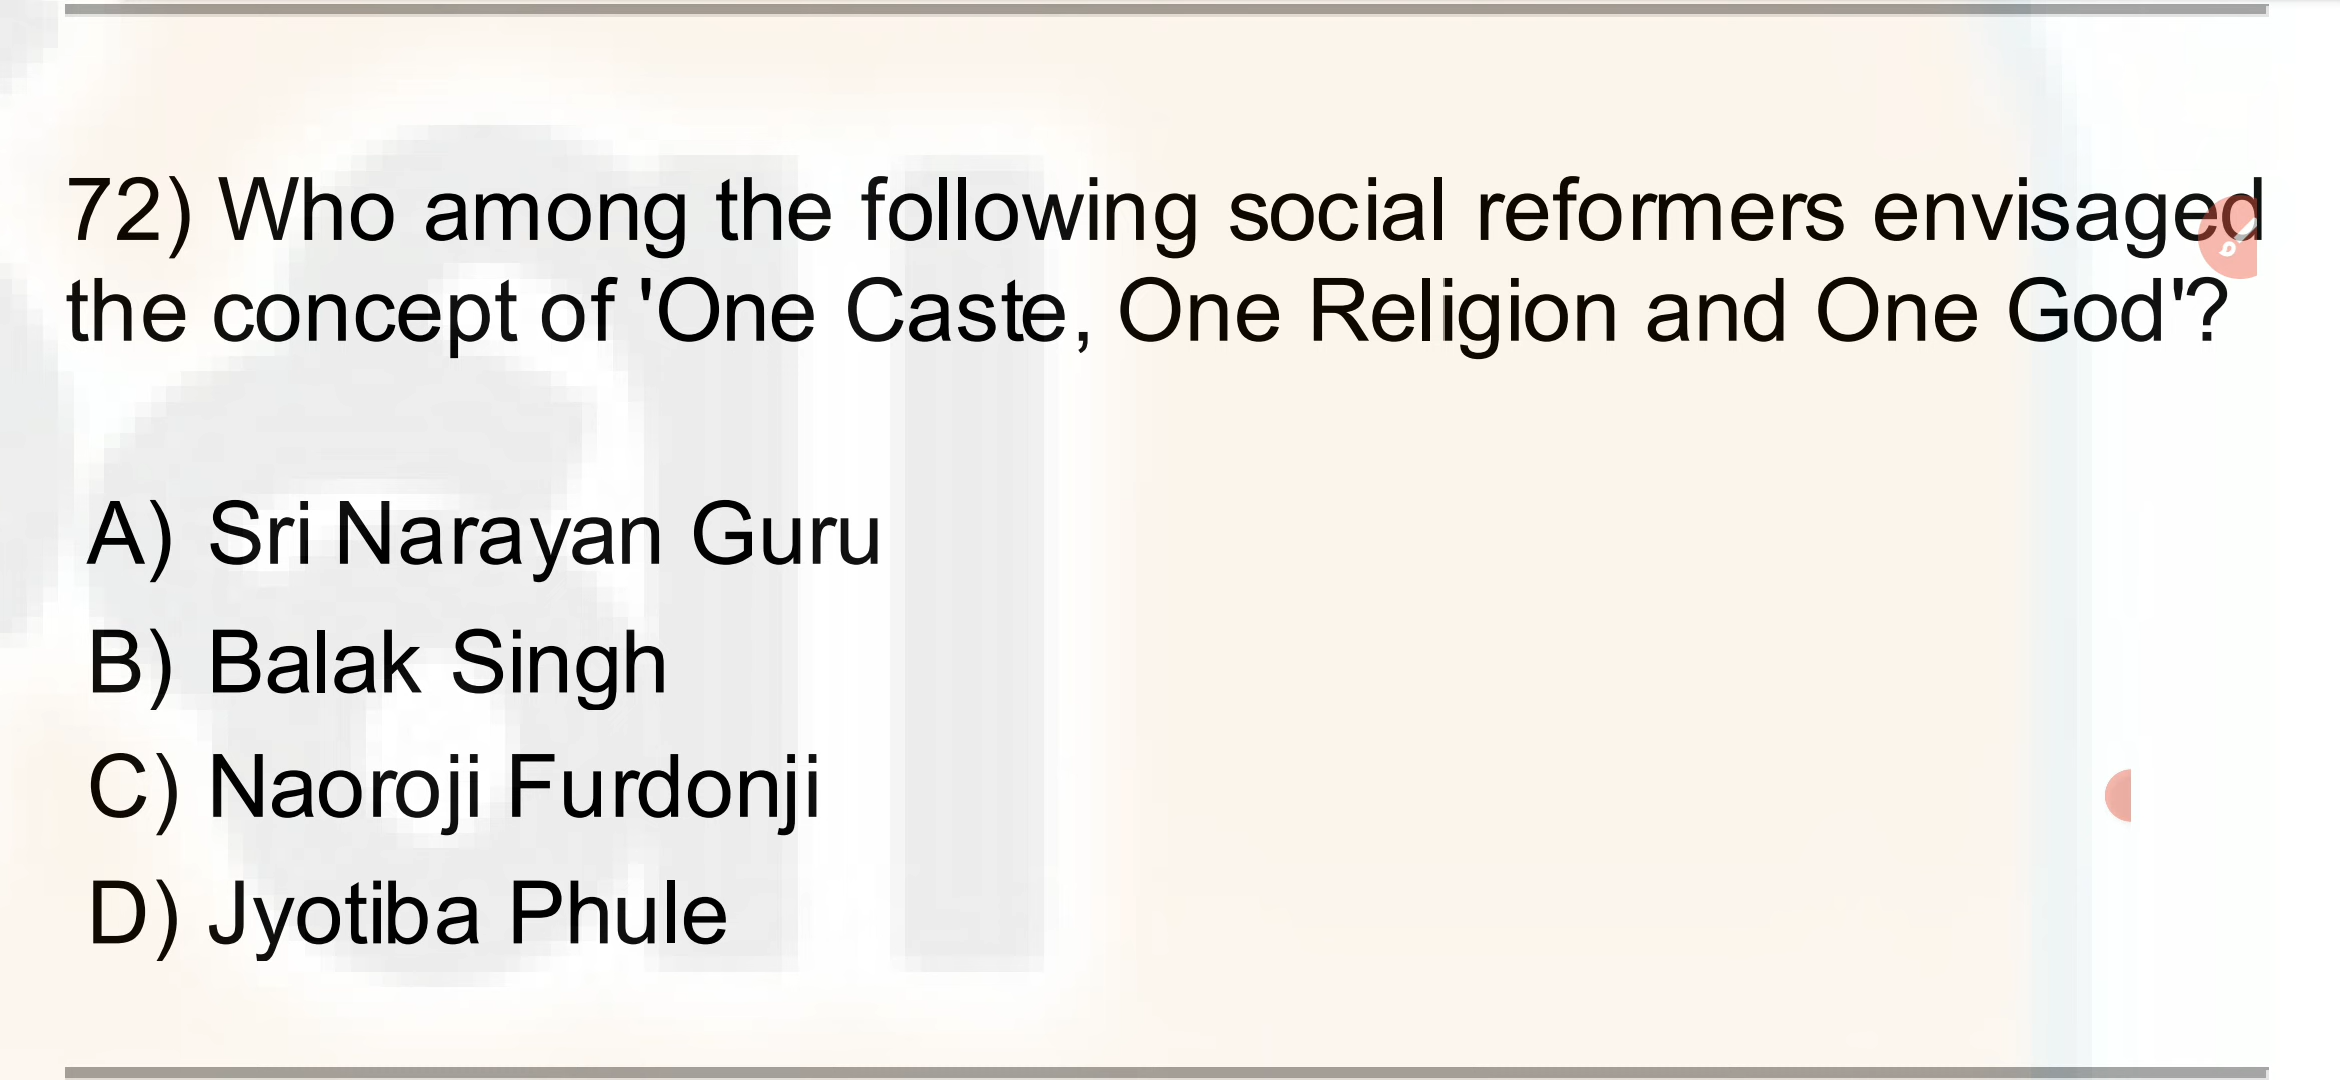 72) Who among the following social reformers envisaged
the concept of 'One Caste, One Religion and One God'?
A) Sri Narayan Guru
B) Balak Singh
C) Naoroji Furdonji
D) Jyotiba Phule